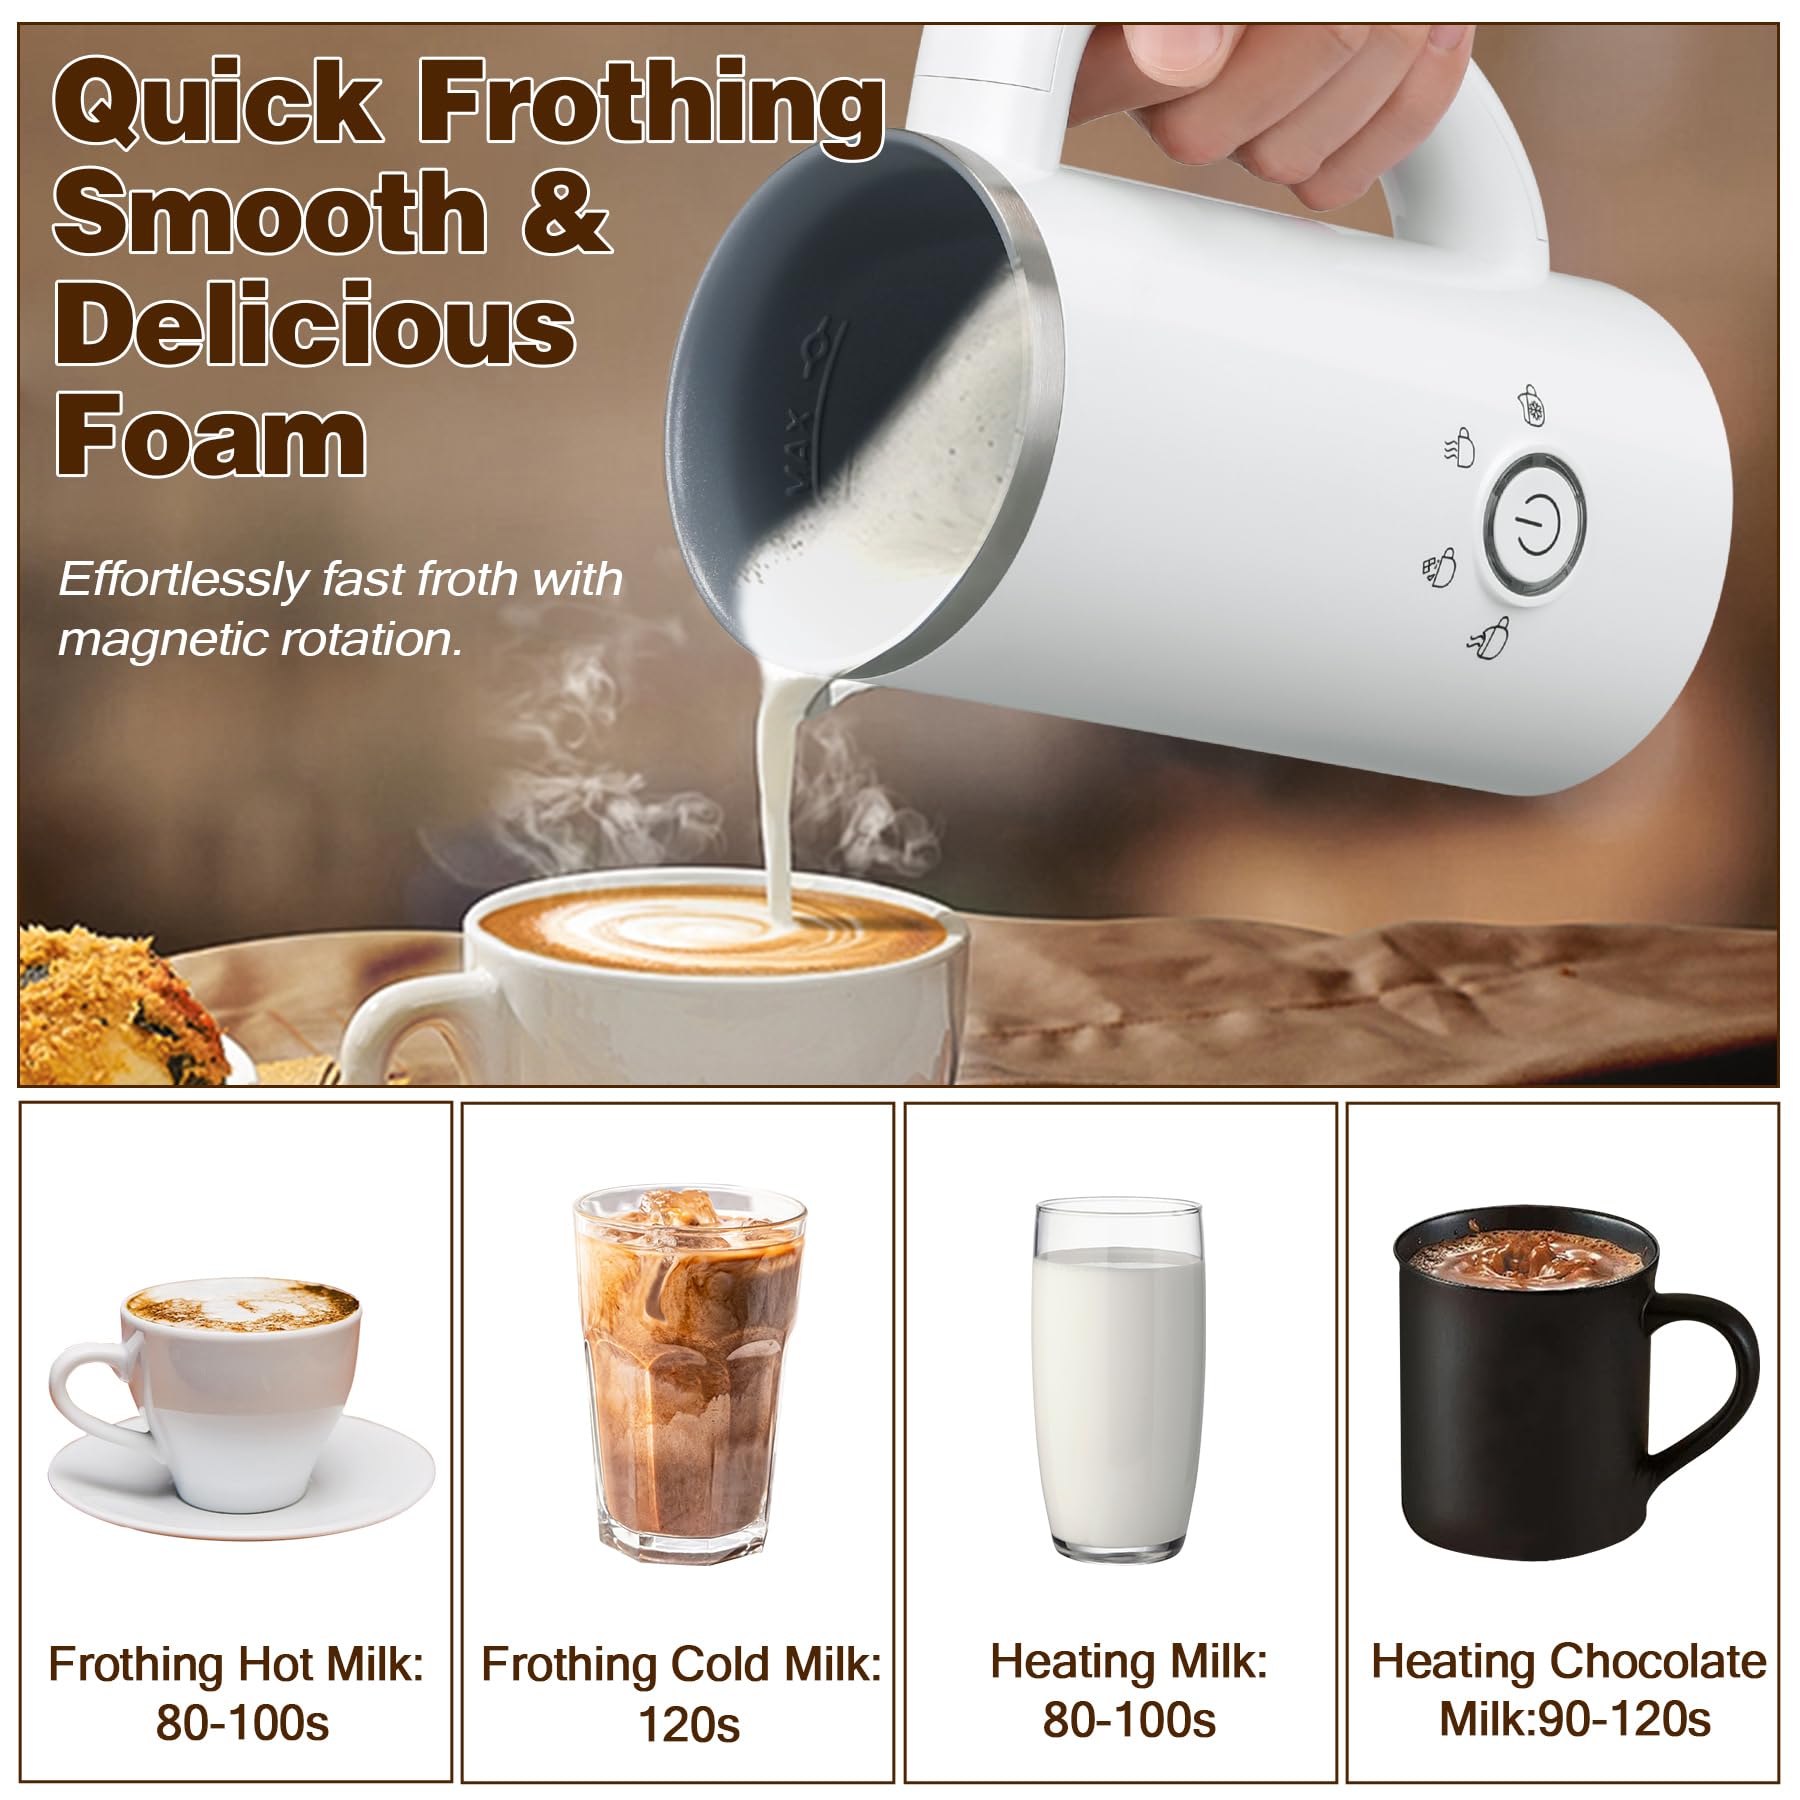 Quick Frothing
Smooth &
Delicious
Foam
Effortlessly fast froth with
magnetic rotation.
MAX
Frothing Hot Milk:
80-100s
Frothing Cold Milk:
120s
Heating Milk:
80-100s
Heating Chocolate
Milk:90-120s